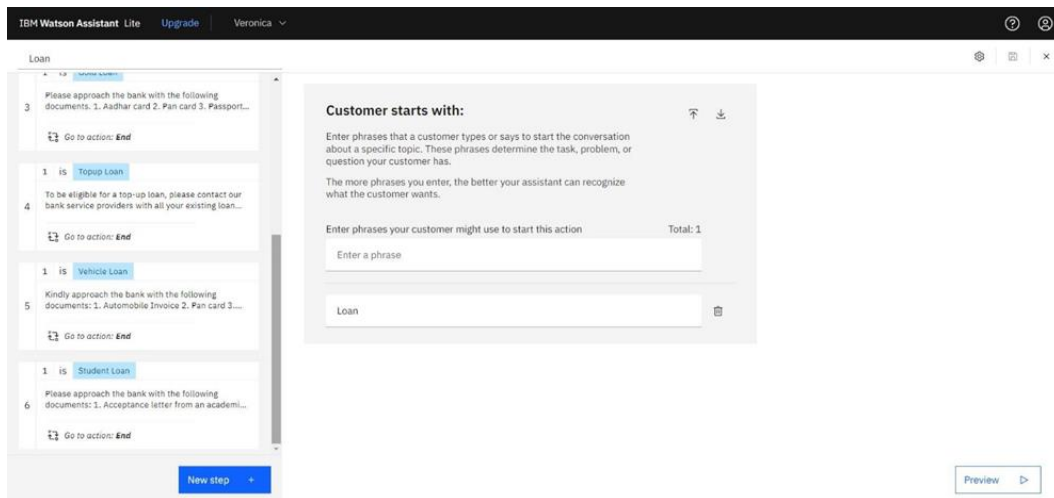 IBM Watson Assistant Lite Upgrade Veronica
Loan
1 is Gold Loan
3 Please approach the bank with the following
documents. 1. Aadhar card 2. Pan card 3. Passport...
Go to action: End
1 is Topup Loan
To be eligible for a top-up loan, please contact our
4 bank service providers with all your existing loan...
Go to action: End
1 is Vehicle Loan
Kindly approach the bank with the following
5 documents: 1. Automobile Invoice 2. Pan card 3....
Go to action: End
1 is Student Loan
Please approach the bank with the following
6 documents: 1. Acceptance letter from an academi...
Go to action: End
New step +
Customer starts with:
Enter phrases that a customer types or says to start the conversation
about a specific topic. These phrases determine the task, problem, or
question your customer has.
The more phrases you enter, the better your assistant can recognize
what the customer wants.
Enter phrases your customer might use to start this action Total: 1
Enter a phrase
Loan
Preview